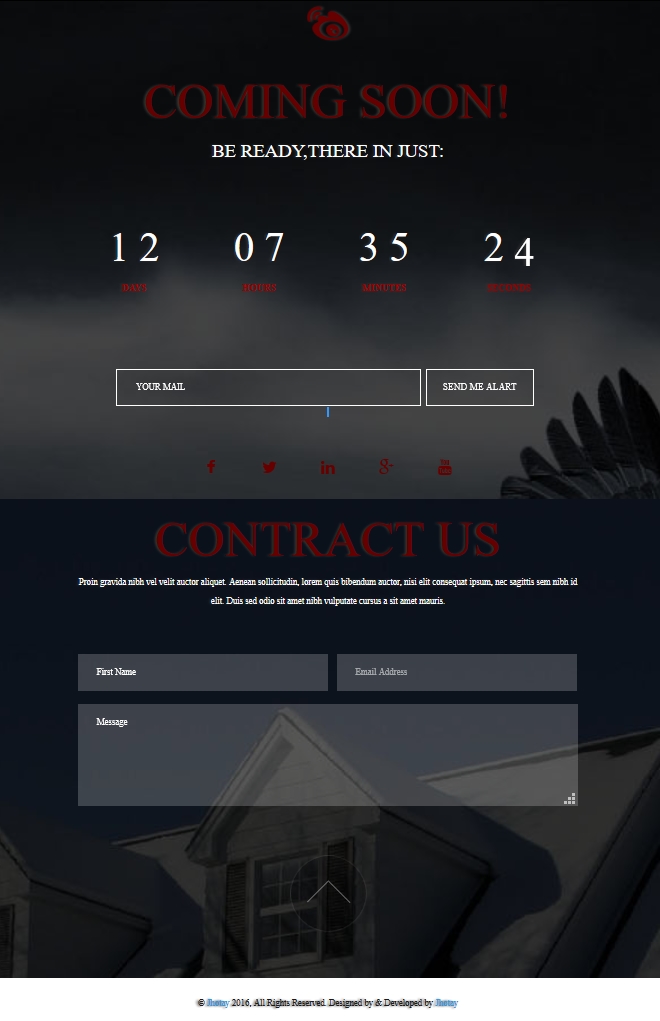 COMING SOON!
BE READY,THERE IN JUST:
12 07 35 24
DAYS HOURS MINUTES SECONDS
YOUR MAIL SEND ME ALART
CONTRACT US
Proin gravida nibh vel velit auctor aliquet. Aenean sollicitudin, lorem quis bibendum auctor, nisi elit consequat ipsum, nec sagittis sem nibh id
elit. Duis sed odio sit amet nibh vulputate cursus a sit amet mauris.
First Name Email Address
Message
© 2016, All Rights Reserved. Designed by & Developed by